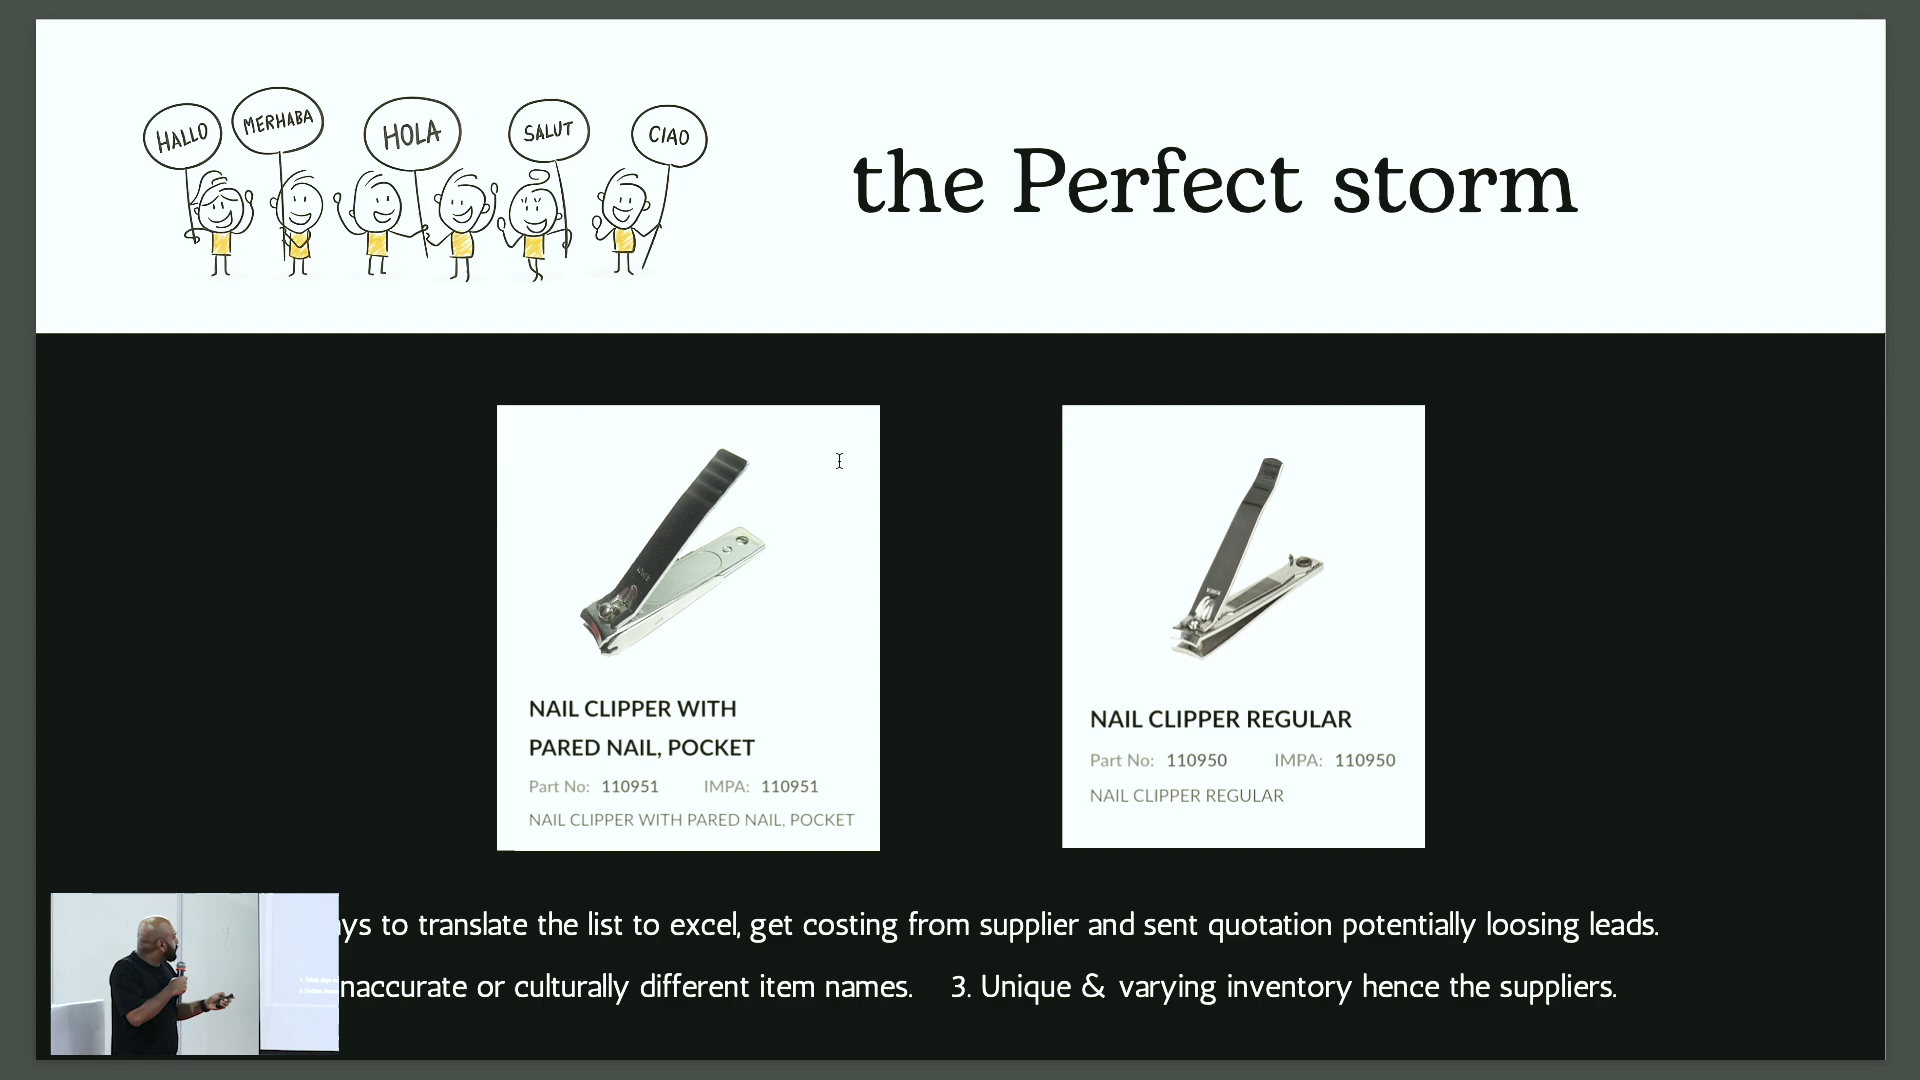 HALLO
MERHABA
HOLA
SALUT
CIAO
the Perfect storm
NAIL CLIPPER WITH
PARED NAIL, POCKET
Part No: 110951 IMPA: 110951
NAIL CLIPPER WITH PARED NAIL, POCKET
NAIL CLIPPER REGULAR
Part No: 110950 IMPA: 110950
NAIL CLIPPER REGULAR
to translate the list to excel, get costing from supplier and sent quotation potentially loosing leads.
or culturally different item names. 3. Unique & varying inventory hence the suppliers.